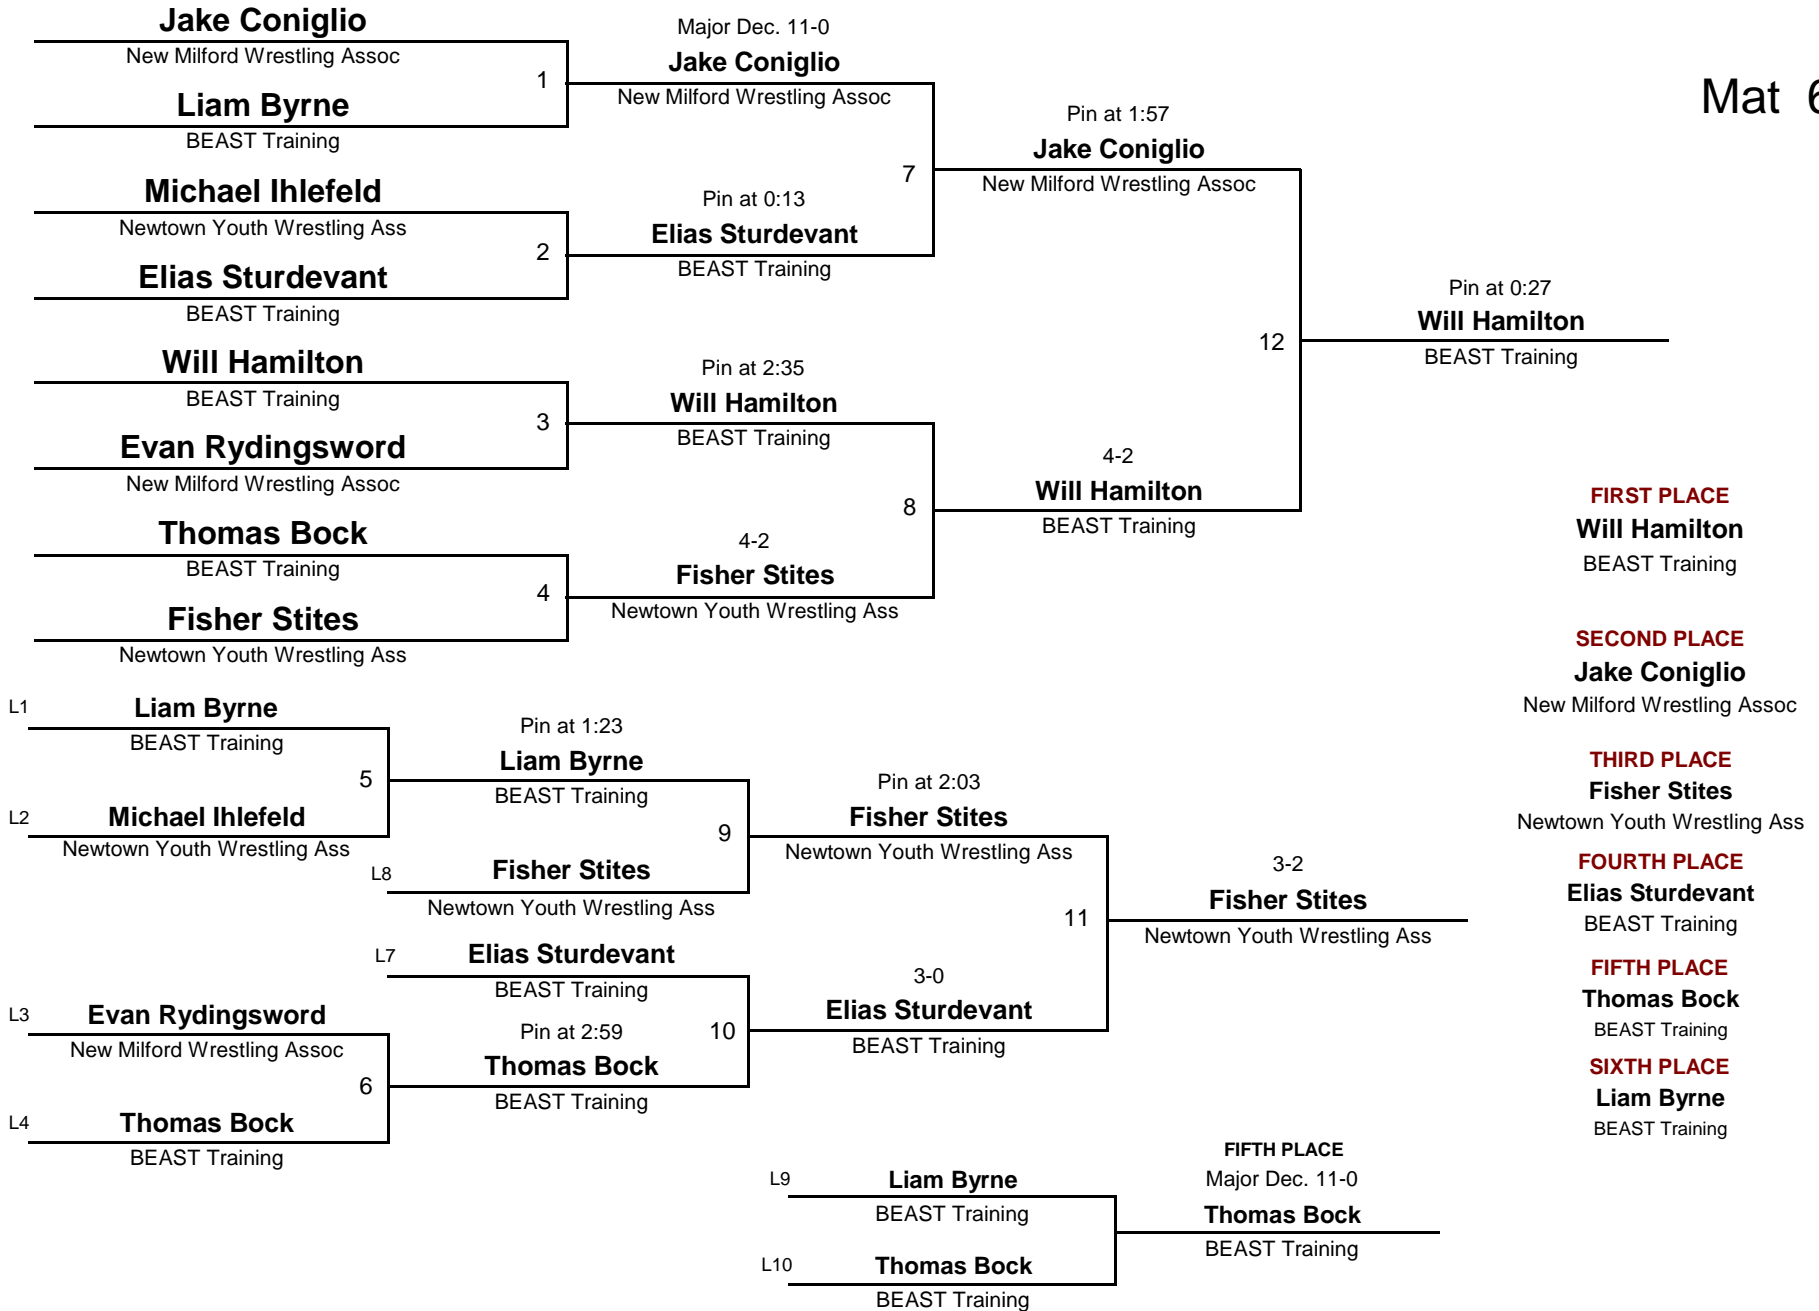 Jake Coniglio
New Milford Wrestling Assoc
1
Liam Byrne
BEAST Training
Michael Ihlefeld
Newtown Youth Wrestling Ass
2
Elias Sturdevant
BEAST Training
Will Hamilton
BEAST Training
3
Evan Rydingsword
New Milford Wrestling Assoc
Thomas Bock
BEAST Training
4
Fisher Stites
Newtown Youth Wrestling Ass
Major Dec. 11-0
Jake Coniglio
New Milford Wrestling Assoc
7
Pin at 0:13
Elias Sturdevant
BEAST Training
Pin at 2:35
Will Hamilton
BEAST Training
8
4-2
Fisher Stites
Newtown Youth Wrestling Ass
Pin at 1:57
Jake Coniglio
New Milford Wrestling Assoc
12
4-2
Will Hamilton
BEAST Training
Pin at 0:27
Will Hamilton
BEAST Training
Mat 6
L1
Liam Byrne
BEAST Training
5
L2
Michael Ihlefeld
Newtown Youth Wrestling Ass
Pin at 1:23
Liam Byrne
BEAST Training
9
L8
Fisher Stites
Newtown Youth Wrestling Ass
L7
Elias Sturdevant
BEAST Training
10
L3
Evan Rydingsword
New Milford Wrestling Assoc
6
L4
Thomas Bock
BEAST Training
Pin at 2:59
Thomas Bock
BEAST Training
Pin at 2:03
Fisher Stites
Newtown Youth Wrestling Ass
11
3-0
Elias Sturdevant
BEAST Training
3-2
Fisher Stites
Newtown Youth Wrestling Ass
L9
Liam Byrne
BEAST Training
L10
Thomas Bock
BEAST Training
FIFTH PLACE
Major Dec. 11-0
Thomas Bock
BEAST Training
FIRST PLACE
Will Hamilton
BEAST Training
SECOND PLACE
Jake Coniglio
New Milford Wrestling Assoc
THIRD PLACE
Fisher Stites
Newtown Youth Wrestling Ass
FOURTH PLACE
Elias Sturdevant
BEAST Training
FIFTH PLACE
Thomas Bock
BEAST Training
SIXTH PLACE
Liam Byrne
BEAST Training